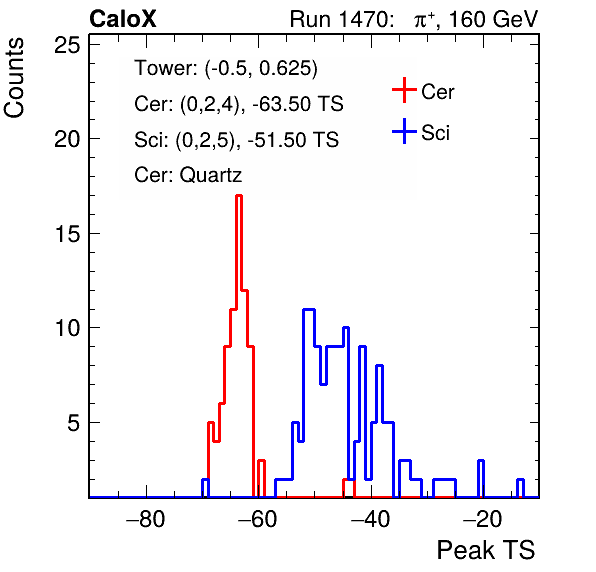 CaloX Run 1470: π⁺, 160 GeV
Counts
25
20
15
10
5
Tower: (-0.5, 0.625)
Cer: (0,2,4), -63.50 TS
Sci: (0,2,5), -51.50 TS
Cer: Quartz
Cer
Sci
−80 −60 −40 −20
Peak TS